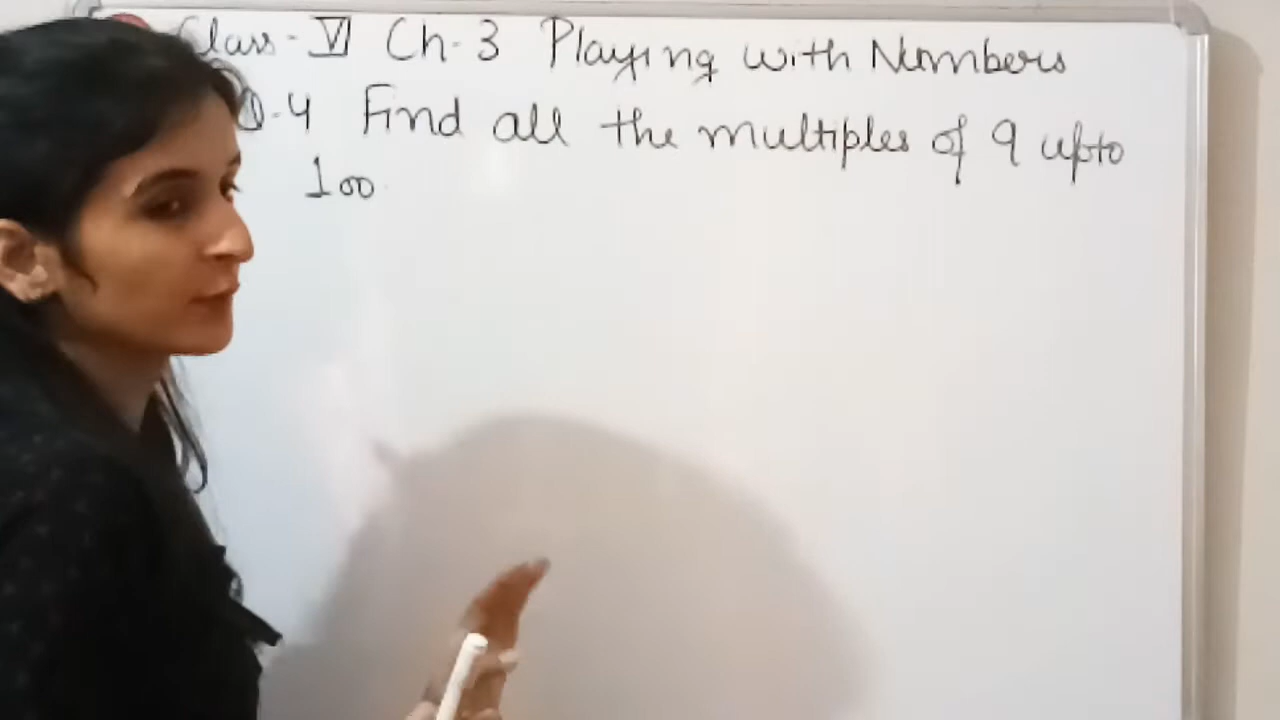 Class - VI Ch. 3 Playing with Numbers
Q.4 Find all the multiples of 9 upto
100